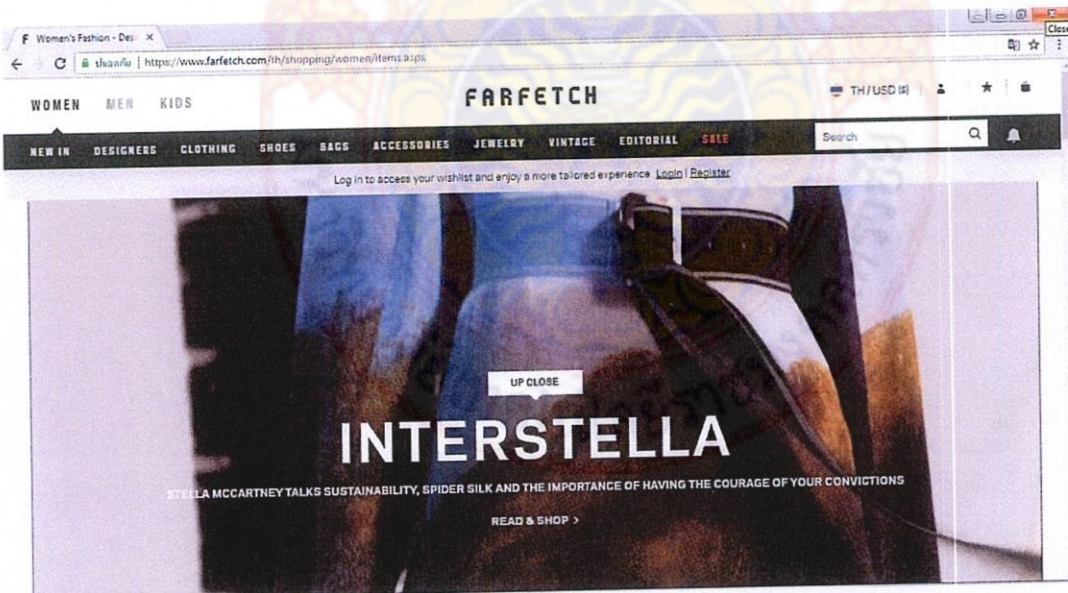 Close
F Women's Fashion - Des ×
ปลอดภัย | https://www.farfetch.com/th/shopping/women/items.aspx
WOMEN MEN KIDS
FARFETCH
TH / USD ($)
NEW IN DESIGNERS CLOTHING SHOES BAGS ACCESSORIES JEWELRY VINTAGE EDITORIAL SALE
Search
Log in to access your wishlist and enjoy a more tailored experience. Login | Register
UP CLOSE
INTERSTELLA
STELLA MCCARTNEY TALKS SUSTAINABILITY, SPIDER SILK AND THE IMPORTANCE OF HAVING THE COURAGE OF YOUR CONVICTIONS
READ & SHOP >